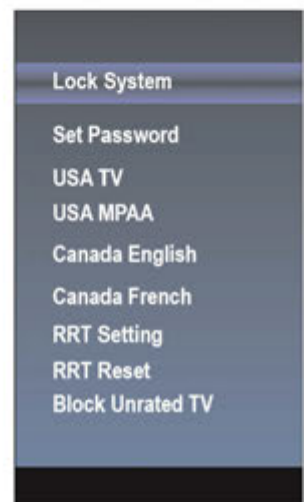 Lock System
Set Password
USA TV
USA MPAA
Canada English
Canada French
RRT Setting
RRT Reset
Block Unrated TV